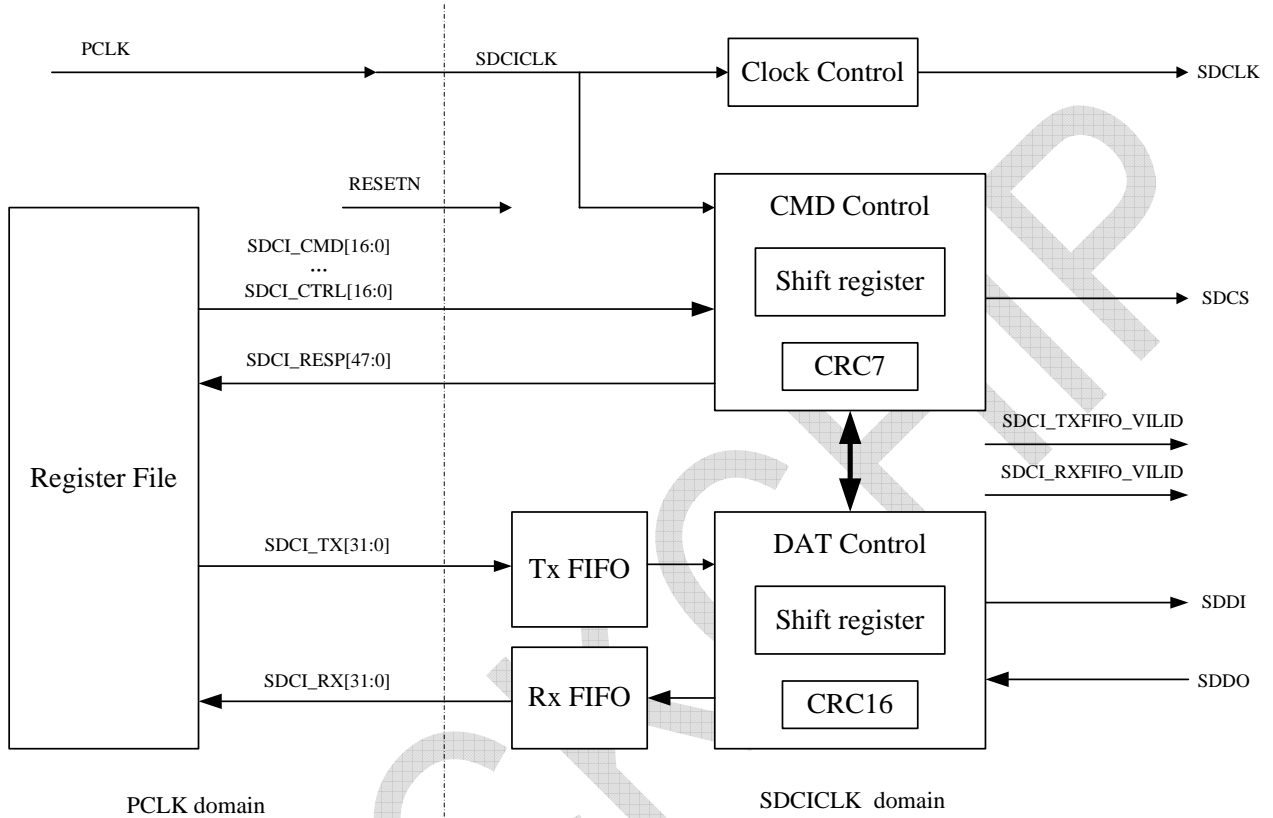 PCLK
SDCICLK
Clock Control
SDCLK
RESETN
CMD Control
SDCI_CMD[16:0]
...
SDCI_CTRL[16:0]
Shift register
SDCS
SDCI_RESP[47:0]
CRC7
SDCI_TXFIFO_VILID
SDCI_RXFIFO_VILID
Register File
SDCI_TX[31:0]
Tx FIFO
DAT Control
Shift register
SDDI
SDCI_RX[31:0]
Rx FIFO
CRC16
SDDO
PCLK domain
SDCICLK domain